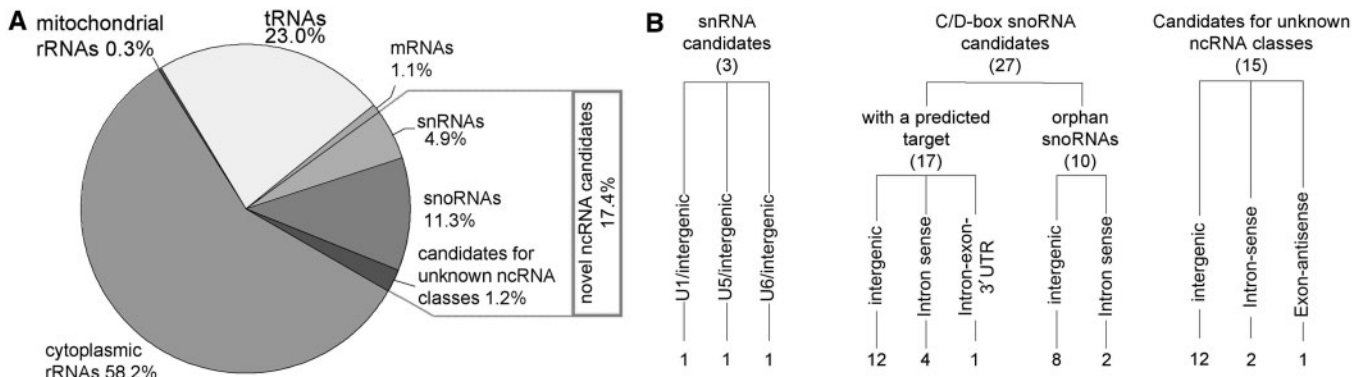 A
mitochondrial
rRNAs 0.3%
tRNAs
23.0%
mRNAs
1.1%
snRNAs
4.9%
snoRNAs
11.3%
candidates for
unknown ncRNA
classes 1.2%
cytoplasmic
rRNAs 58.2%
novel ncRNA candidates
17.4%
B
snRNA
candidates
(3)
U1/intergenic
U5/intergenic
U6/intergenic
1
1
1
C/D-box snoRNA
candidates
(27)
with a predicted
target
(17)
orphan
snoRNAs
(10)
intergenic
Intron sense
Intron-exon-
3'UTR
intergenic
Intron sense
12
4
1
8
2
Candidates for unknown
ncRNA classes
(15)
intergenic
Intron-sense
Exon-antisense
12
2
1